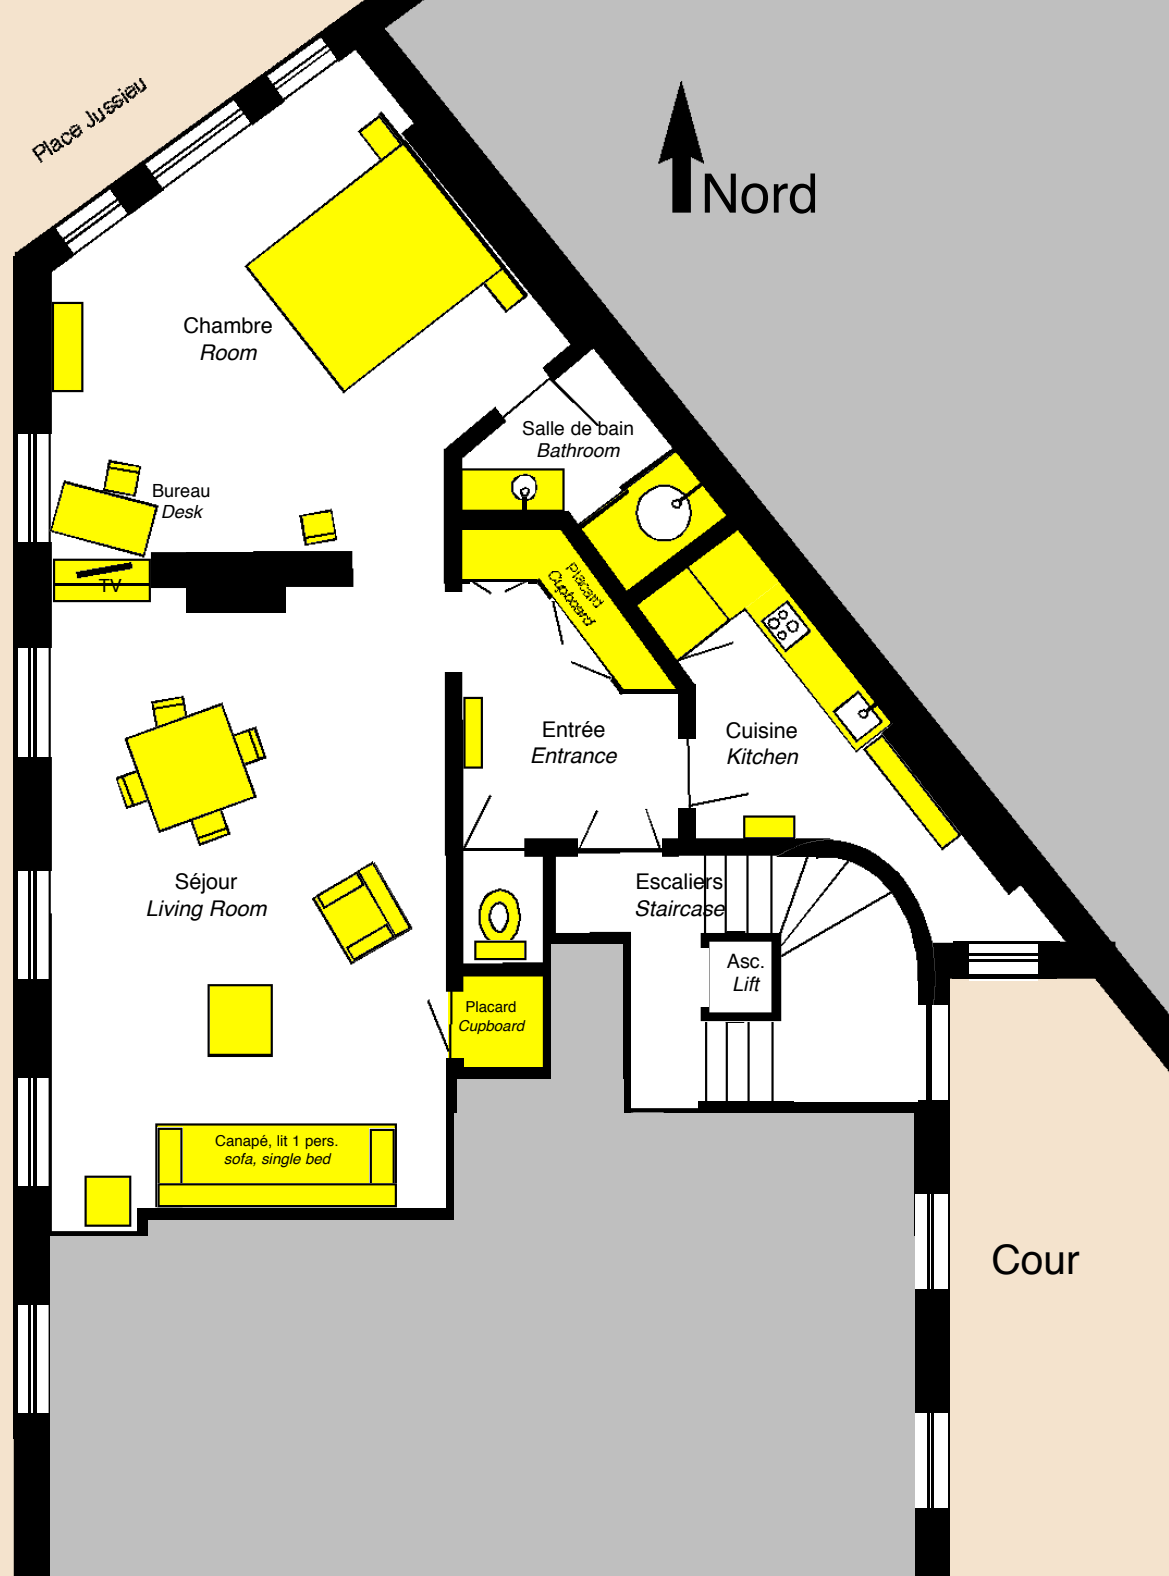 Place Jussieu
Nord
Chambre
Room
Salle de bain
Bathroom
Bureau
Desk
TV
Placard
Cupboard
Entrée
Entrance
Cuisine
Kitchen
Séjour
Living Room
Escaliers
Staircase
Asc.
Lift
Placard
Cupboard
Canapé, lit 1 pers.
sofa, single bed
Cour